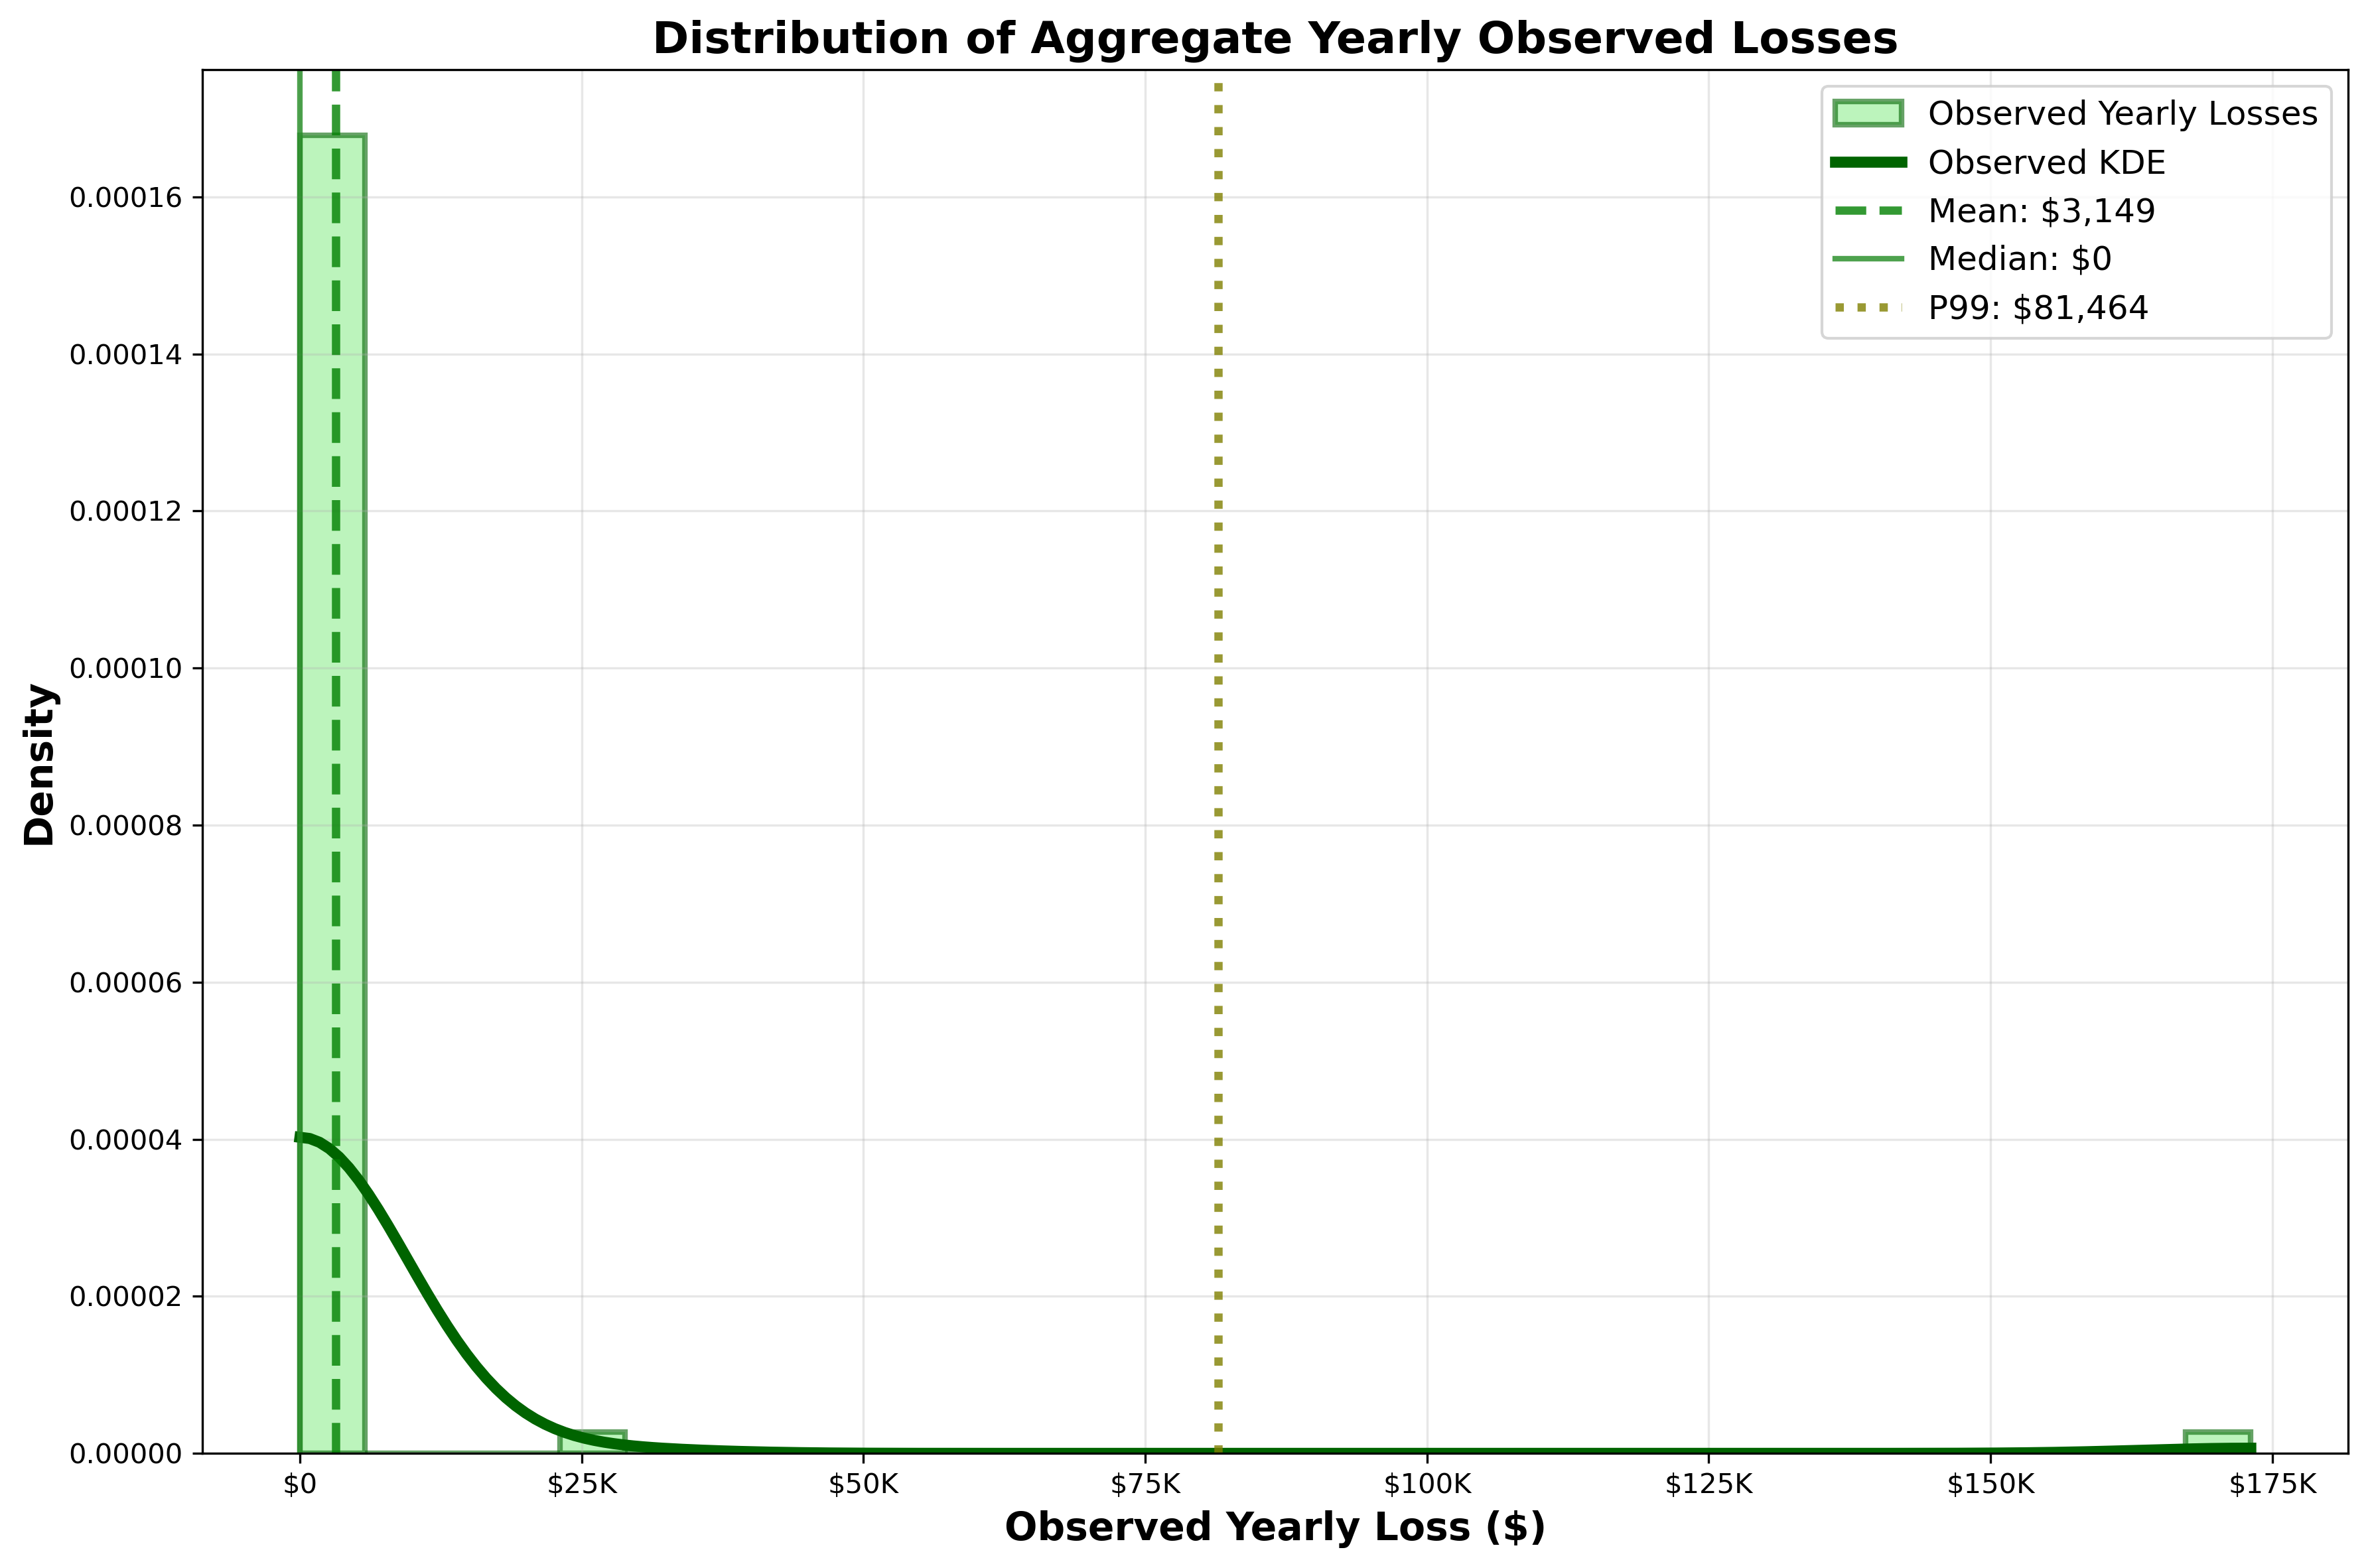 Distribution of Aggregate Yearly Observed Losses
Observed Yearly Losses
Observed KDE
Mean: $3,149
Median: $0
P99: $81,464
Density
0.00016
0.00014
0.00012
0.00010
0.00008
0.00006
0.00004
0.00002
0.00000
$0 $25K $50K $75K $100K $125K $150K $175K
Observed Yearly Loss ($)